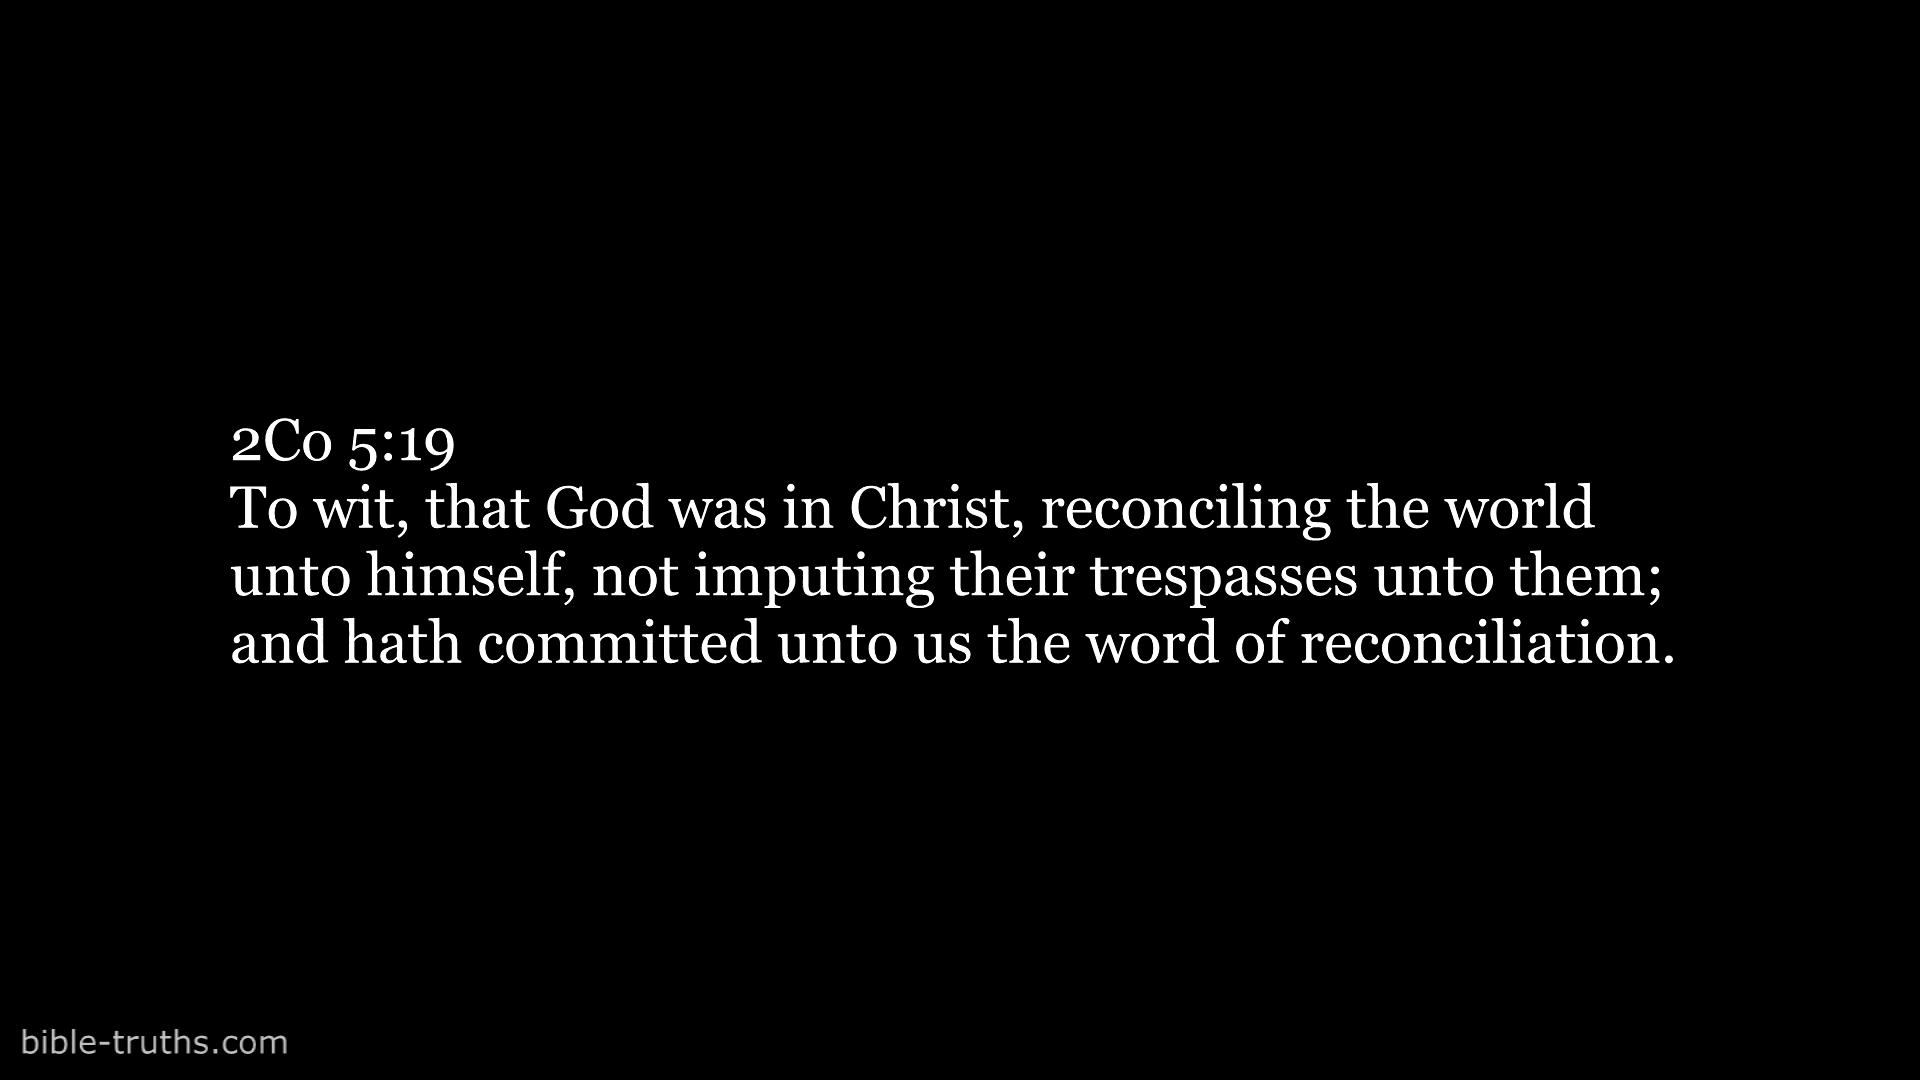 2Co 5:19
To wit, that God was in Christ, reconciling the world
unto himself, not imputing their trespasses unto them;
and hath committed unto us the word of reconciliation.
bible-truths.com